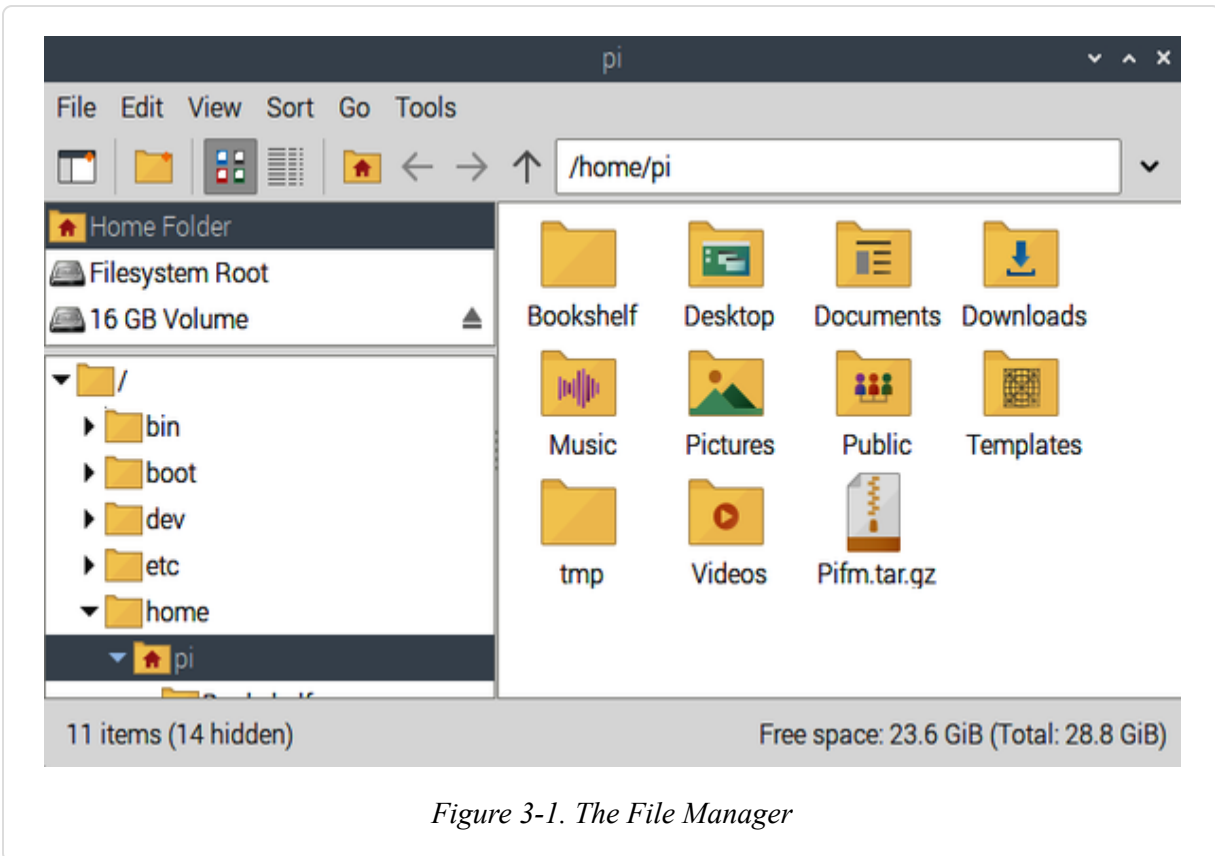 pi
File Edit View Sort Go Tools
/home/pi
Home Folder
Filesystem Root
16 GB Volume
/
bin
boot
dev
etc
home
pi
Bookshelf Desktop Documents Downloads
Music Pictures Public Templates
tmp Videos Pifm.tar.gz
11 items (14 hidden) Free space: 23.6 GiB (Total: 28.8 GiB)
Figure 3-1. The File Manager